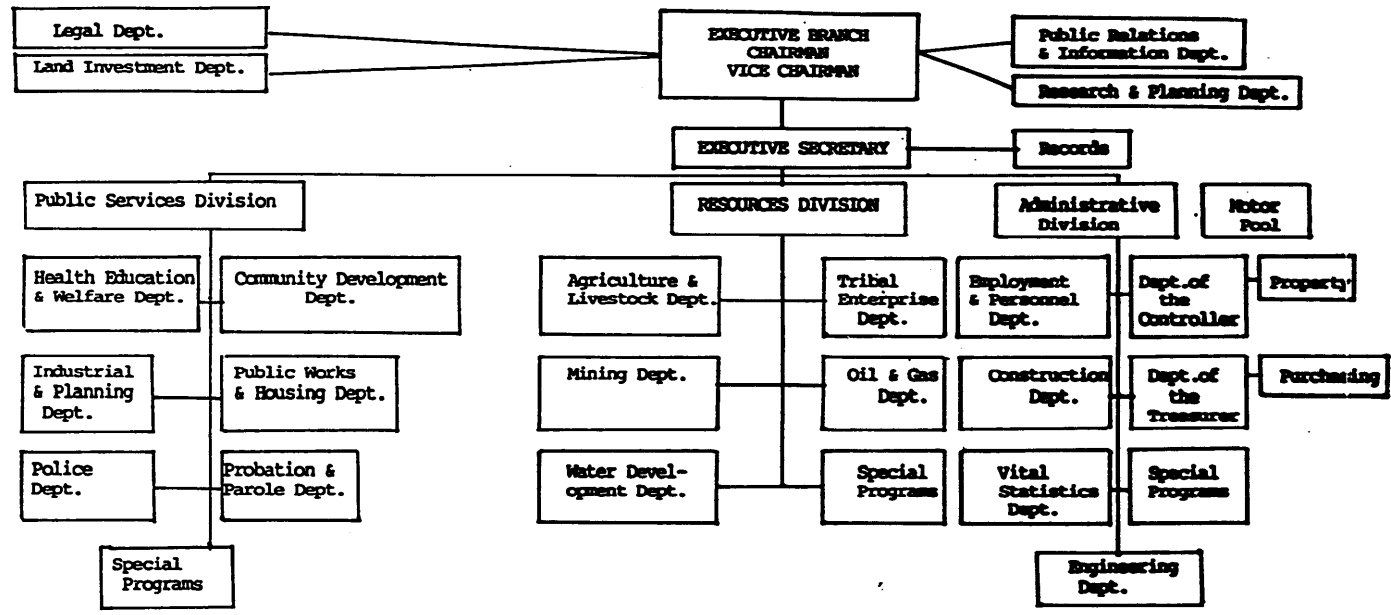 Legal Dept.
Land Investment Dept.
EXECUTIVE BRANCH
CHAIRMAN
VICE CHAIRMAN
Public Relations
& Information Dept.
Research & Planning Dept.
EXECUTIVE SECRETARY
Records
Public Services Division
RESOURCES DIVISION
Administrative
Division
Motor
Pool
Health Education
& Welfare Dept.
Community Development
Dept.
Agriculture &
Livestock Dept.
Tribal
Enterprise
Dept.
Employment
& Personnel
Dept.
Dept.of
the
Controller
Property
Industrial
& Planning
Dept.
Public Works
& Housing Dept.
Mining Dept.
Oil & Gas
Dept.
Construction
Dept.
Dept.of
the
Treasurer
Purchasing
Police
Dept.
Probation &
Parole Dept.
Water Devel-
opment Dept.
Special
Programs
Vital
Statistics
Dept.
Special
Programs
Special
Programs
Engineering
Dept.